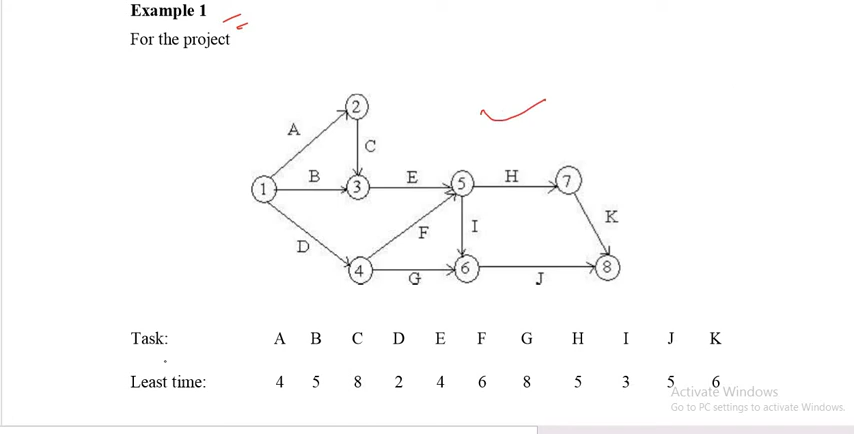 Example 1
For the project
2
A
C
1
B
3
E
5
H
7
D
F
I
K
4
G
6
J
8
Task: A B C D E F G H I J K
Least time: 4 5 8 2 4 6 8 5 3 5 6
Activate Windows
Go to PC settings to activate Windows.